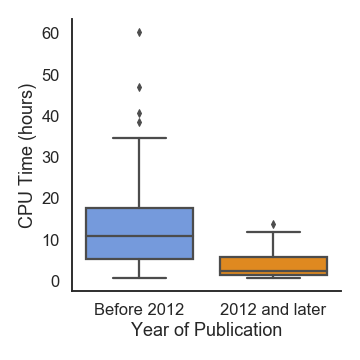 CPU Time (hours)
60
50
40
30
20
10
0
Before 2012
2012 and later
Year of Publication